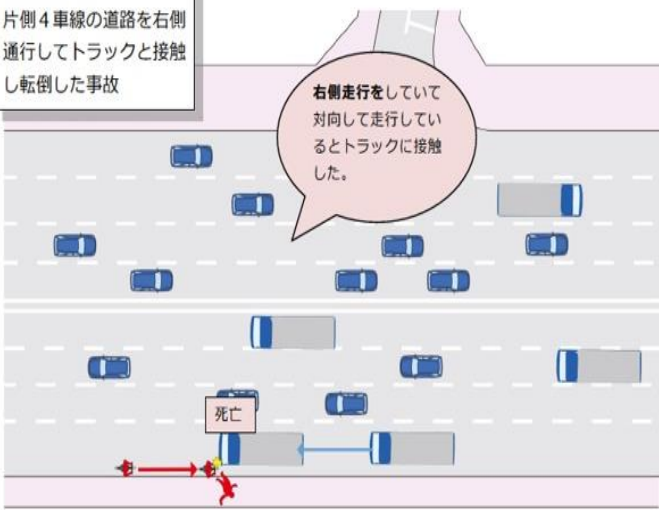 片側４車線の道路を右側
通行してトラックと接触
し転倒した事故
右側走行をしていて
対向して走行してい
るとトラックに接触
した。
死亡